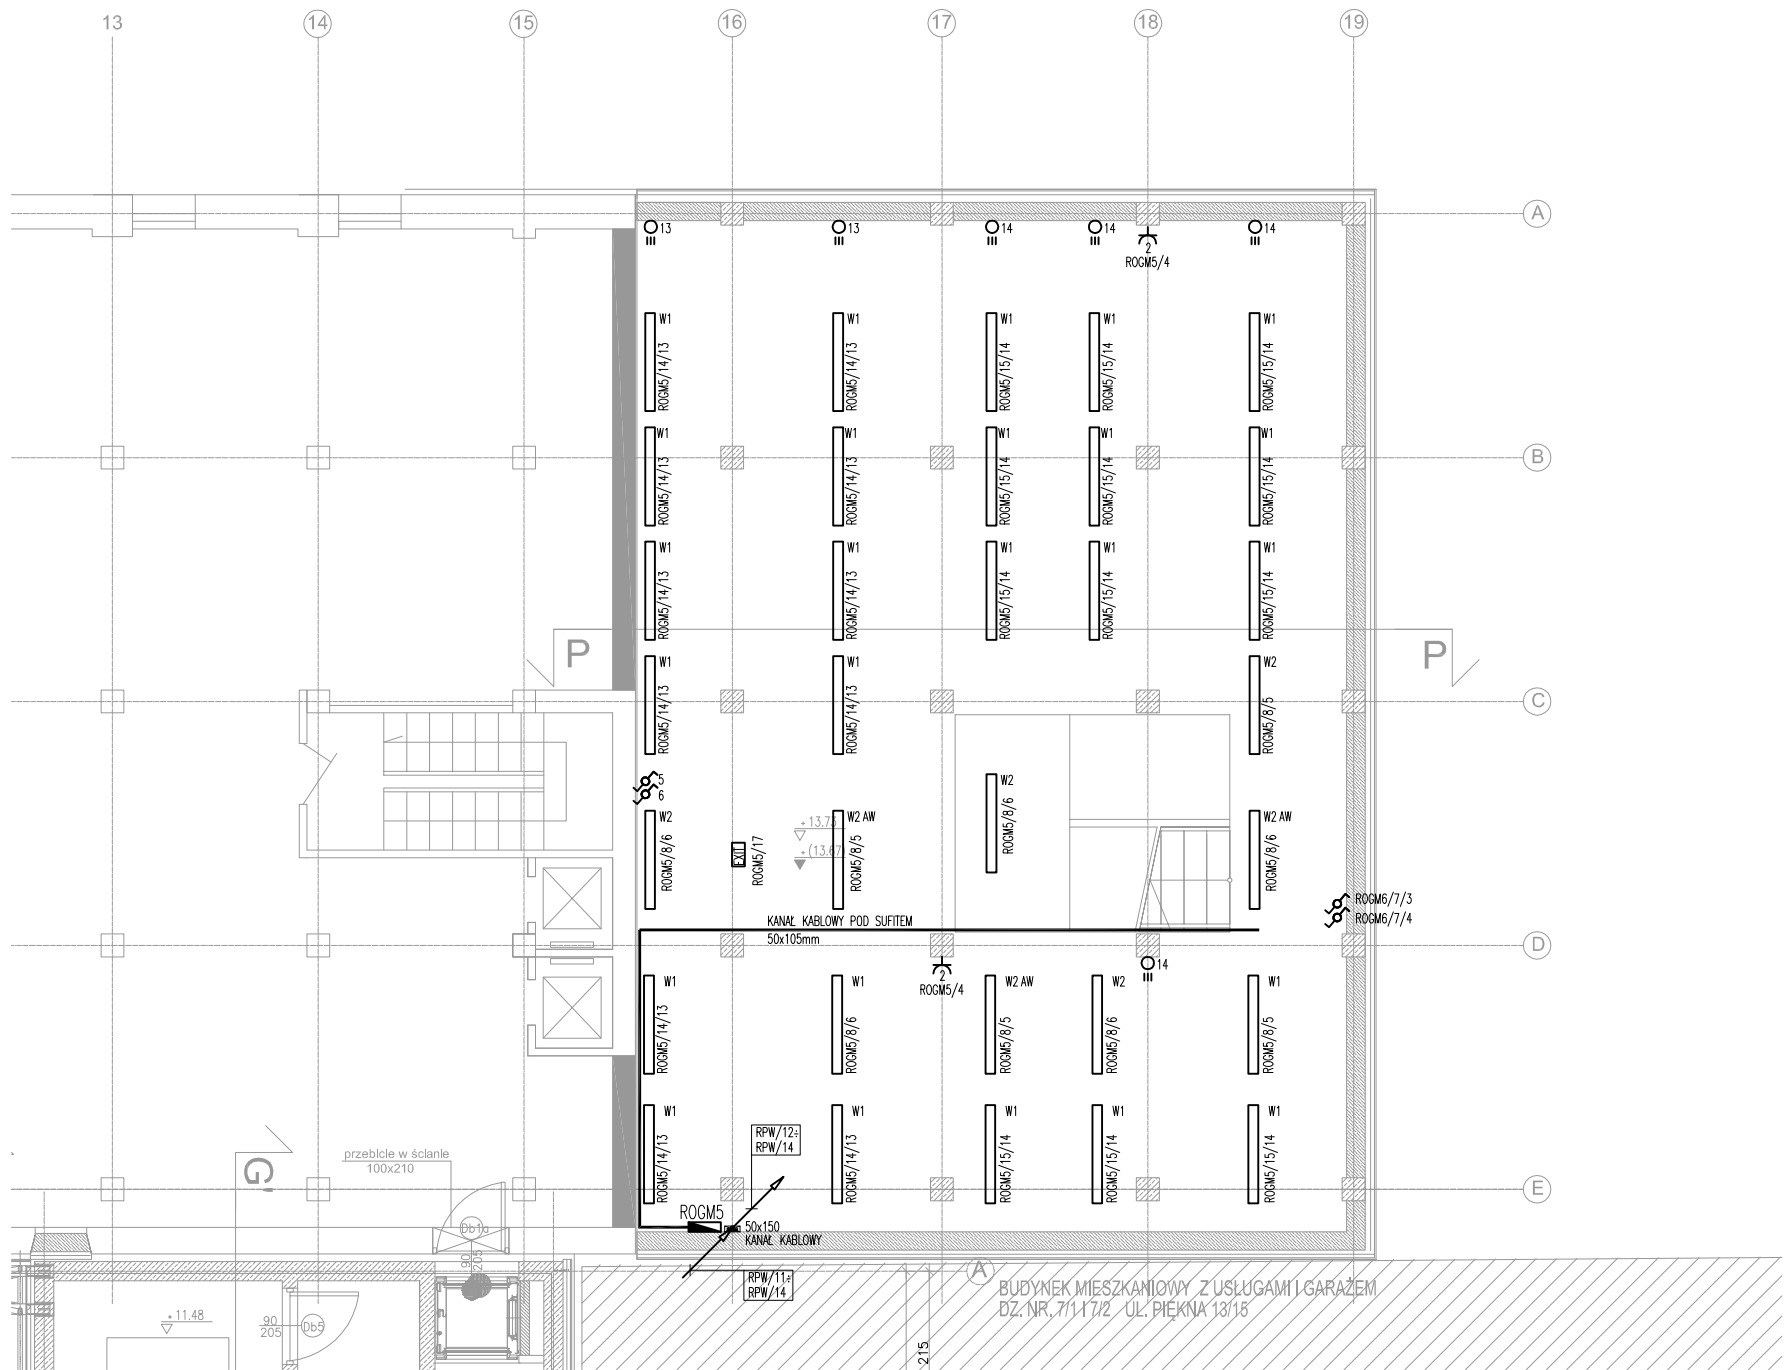 13 14 15 16 17 18 19
A
13 13 14 14 14
2
ROGM5/4
W1 W1 W1 W1 W1
ROGM5/14/13 ROGM5/14/13 ROGM5/15/14 ROGM5/15/14 ROGM5/15/14
W1 W1 W1 W1 W1
B
ROGM5/14/13 ROGM5/14/13 ROGM5/15/14 ROGM5/15/14 ROGM5/15/14
W1 W1 W1 W1 W1
ROGM5/14/13 ROGM5/14/13 ROGM5/15/14 ROGM5/15/14 ROGM5/15/14
P P
W1 W1 W2
C
ROGM5/14/13 ROGM5/14/13 ROGM5/8/5
5
6
W2
ROGM5/8/6
W2 W2 AW W2 AW
+ 13.73
+ (13.67)
ROGM5/8/6 EXIT ROGM5/17 ROGM5/8/5 ROGM5/8/6
ROGM6/7/3
ROGM6/7/4
KANAŁ KABLOWY POD SUFITEM
50x105mm
D
2
ROGM5/4
14
W1 W1 W2 AW W2 W1
ROGM5/14/13 ROGM5/8/6 ROGM5/8/5 ROGM5/8/6 ROGM5/8/5
W1 W1 W1 W1 W1
ROGM5/14/13 ROGM5/14/13 ROGM5/15/14 ROGM5/15/14 ROGM5/15/14
RPW/12÷
RPW/14
przebicie w ścianie
100x210
G'
E
ROGM5
50x150
KANAŁ KABLOWY
Db1a
90
205
RPW/11÷
RPW/14
A
BUDYNEK MIESZKANIOWY Z USŁUGAMI I GARAŻEM
DZ. NR. 7/1 I 7/2 UL. PIĘKNA 13/15
+ 11.48
90
205
Db5
215